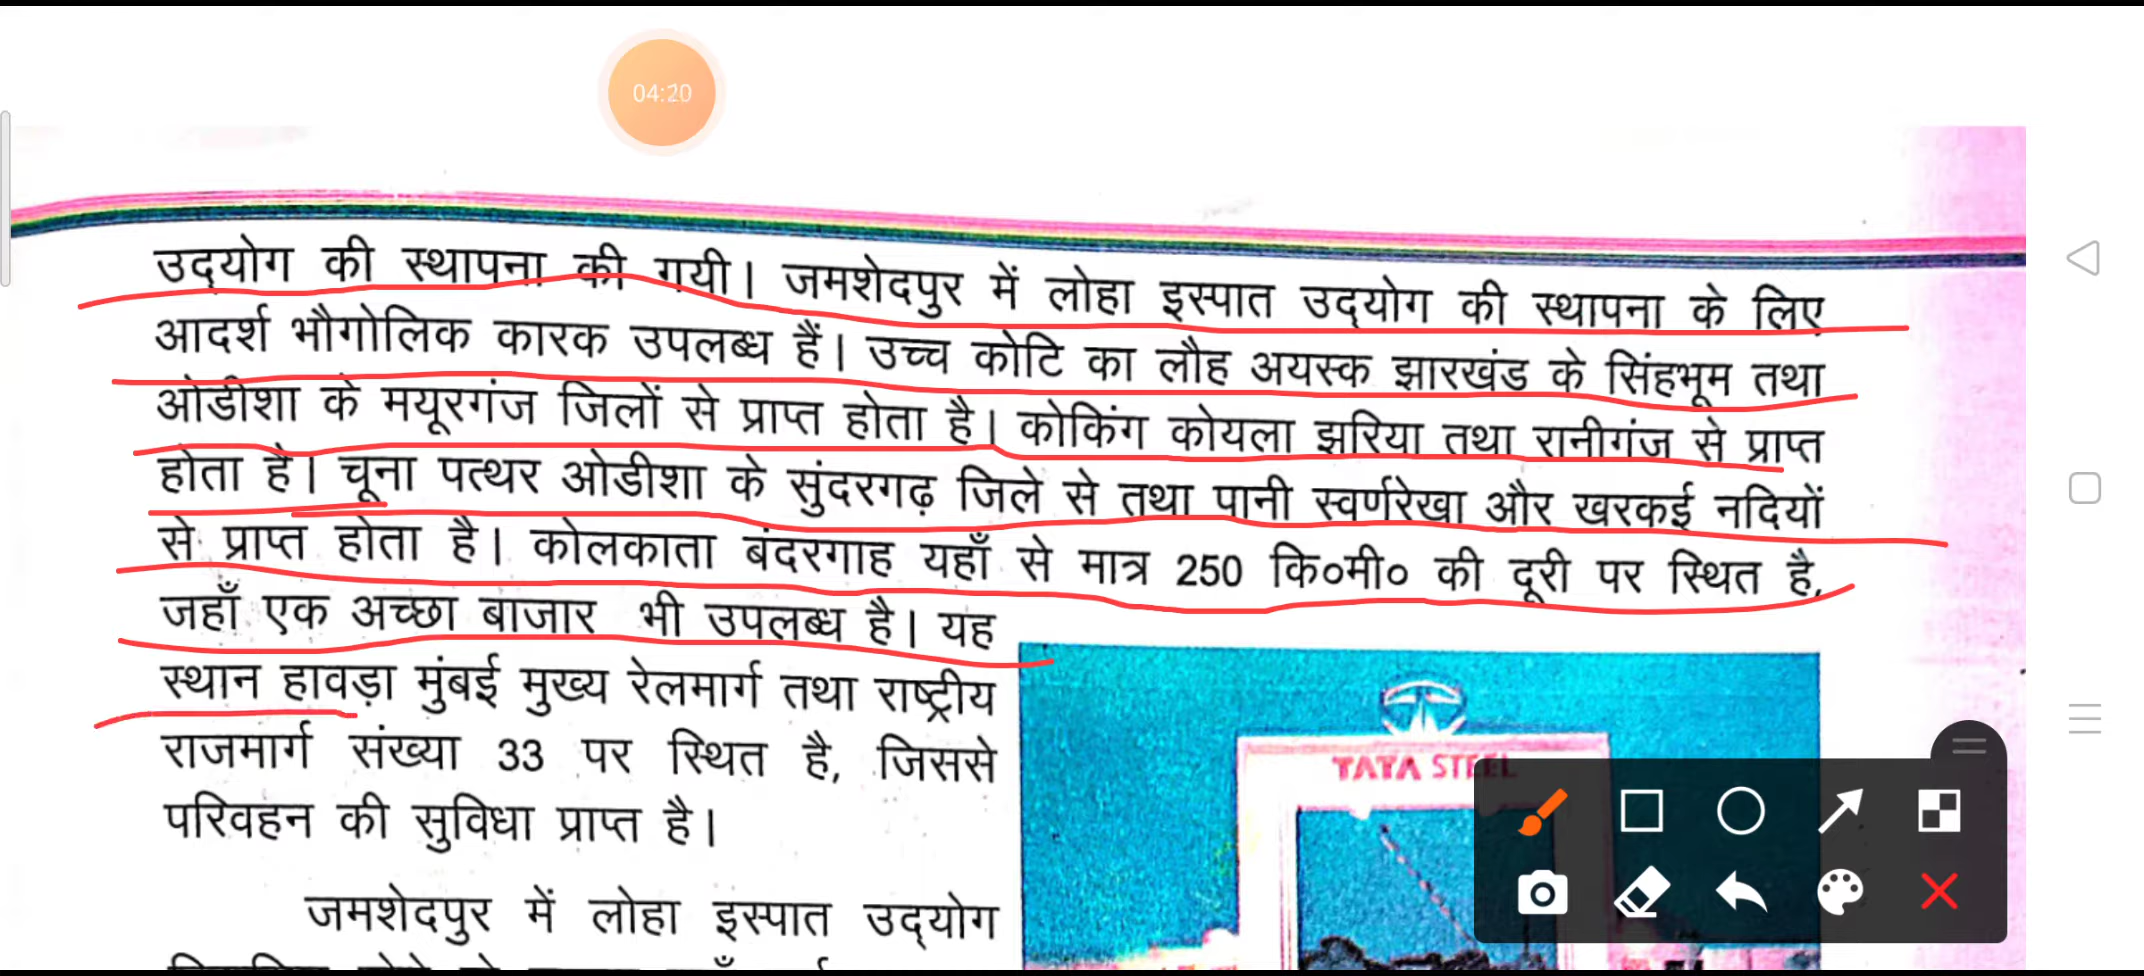 04:20
उद्योग की स्थापना की गयी। जमशेदपुर में लोहा इस्पात उद्योग की स्थापना के लिए
आदर्श भौगोलिक कारक उपलब्ध हैं। उच्च कोटि का लौह अयस्क झारखंड के सिंहभूम तथा
ओडीशा के मयूरगंज जिलों से प्राप्त होता है। कोकिंग कोयला झरिया तथा रानीगंज से प्राप्त
होता है। चूना पत्थर ओडीशा के सुंदरगढ़ जिले से तथा पानी स्वर्णरेखा और खरकई नदियों
से प्राप्त होता है। कोलकाता बंदरगाह यहाँ से मात्र 250 कि०मी० की दूरी पर स्थित है,
जहाँ एक अच्छा बाजार भी उपलब्ध है। यह
स्थान हावड़ा मुंबई मुख्य रेलमार्ग तथा राष्ट्रीय
राजमार्ग संख्या 33 पर स्थित है, जिससे
परिवहन की सुविधा प्राप्त है।
TATA STEEL
जमशेदपुर में लोहा इस्पात उद्योग